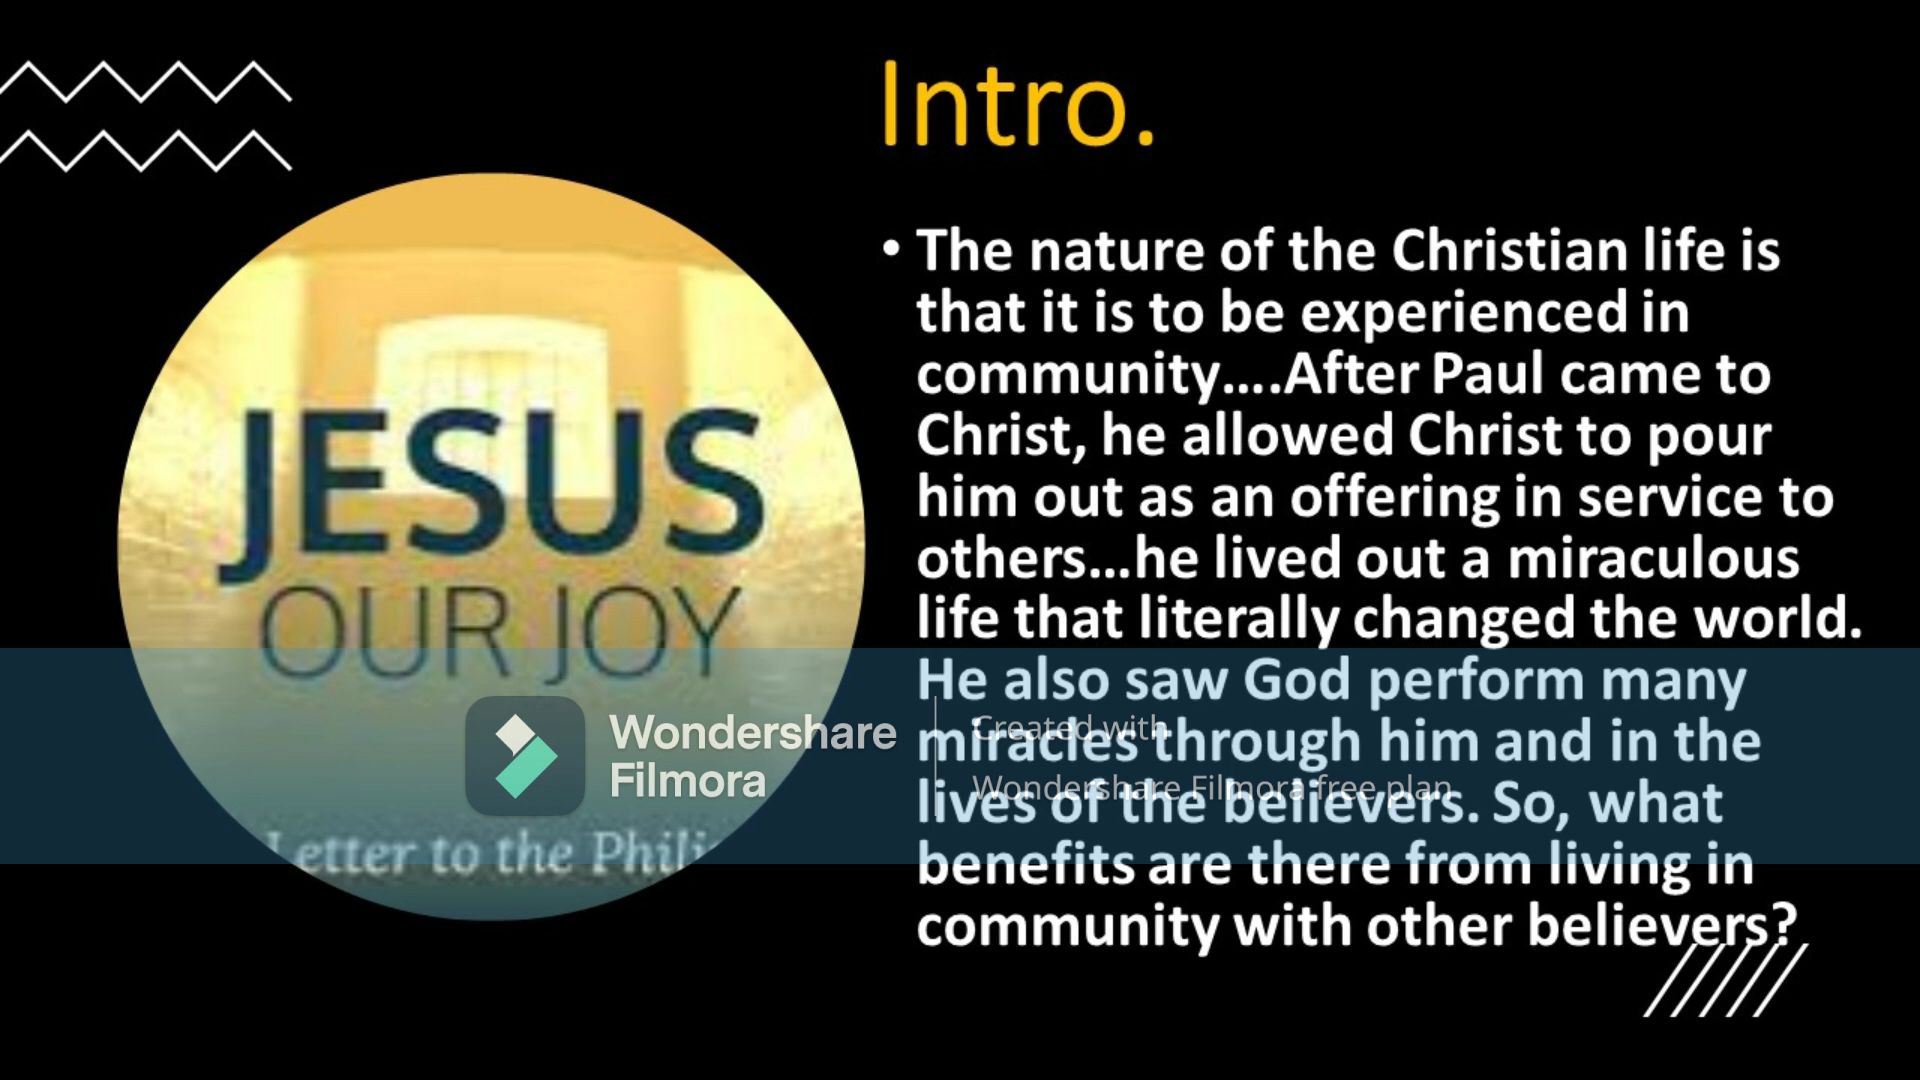 Intro.
• The nature of the Christian life is
that it is to be experienced in
community....After Paul came to
Christ, he allowed Christ to pour
him out as an offering in service to
others...he lived out a miraculous
life that literally changed the world.
He also saw God perform many
miracles through him and in the
lives of the believers. So, what
benefits are there from living in
community with other believers?
JESUS
OUR JOY
Letter to the Phili
Wondershare
Filmora
Created with
Wondershare Filmora free plan